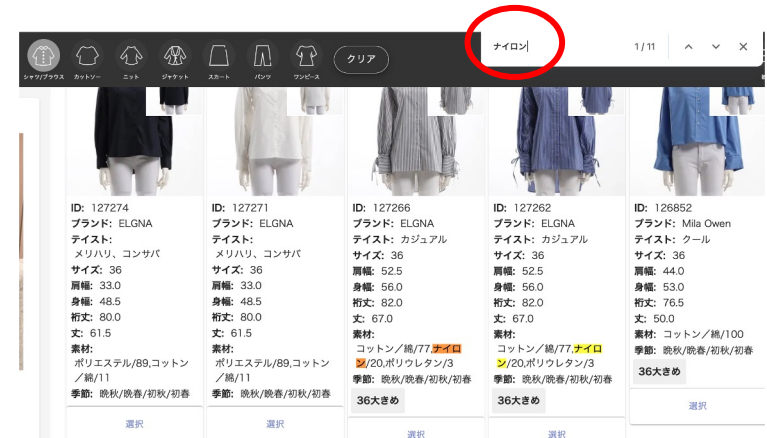 ナイロン
1/11
シャツ/ブラウス
カットソー
ニット
ジャケット
スカート
パンツ
ワンピース
クリア
ID: 127274
ブランド: ELGNA
テイスト:
メリハリ、コンサバ
サイズ: 36
肩幅: 33.0
身幅: 48.5
裄丈: 80.0
丈: 61.5
素材:
ポリエステル/89,コットン
／綿/11
季節: 晩秋/晩春/初秋/初春
選択
ID: 127271
ブランド: ELGNA
テイスト:
メリハリ、コンサバ
サイズ: 36
肩幅: 33.0
身幅: 48.5
裄丈: 80.0
丈: 61.5
素材:
ポリエステル/89,コットン
／綿/11
季節: 晩秋/晩春/初秋/初春
選択
ID: 127266
ブランド: ELGNA
テイスト: カジュアル
サイズ: 36
肩幅: 52.5
身幅: 56.0
裄丈: 82.0
丈: 67.0
素材:
コットン／綿/77,ナイロ
ン/20,ポリウレタン/3
季節: 晩秋/晩春/初秋/初春
36大きめ
選択
ID: 127262
ブランド: ELGNA
テイスト: カジュアル
サイズ: 36
肩幅: 52.5
身幅: 56.0
裄丈: 82.0
丈: 67.0
素材:
コットン／綿/77,ナイロ
ン/20,ポリウレタン/3
季節: 晩秋/晩春/初秋/初春
36大きめ
選択
ID: 126852
ブランド: Mila Owen
テイスト: クール
サイズ: 36
肩幅: 44.0
身幅: 53.0
裄丈: 76.5
丈: 50.0
素材: コットン／綿/100
季節: 晩秋/晩春/初秋/初春
36大きめ
選択